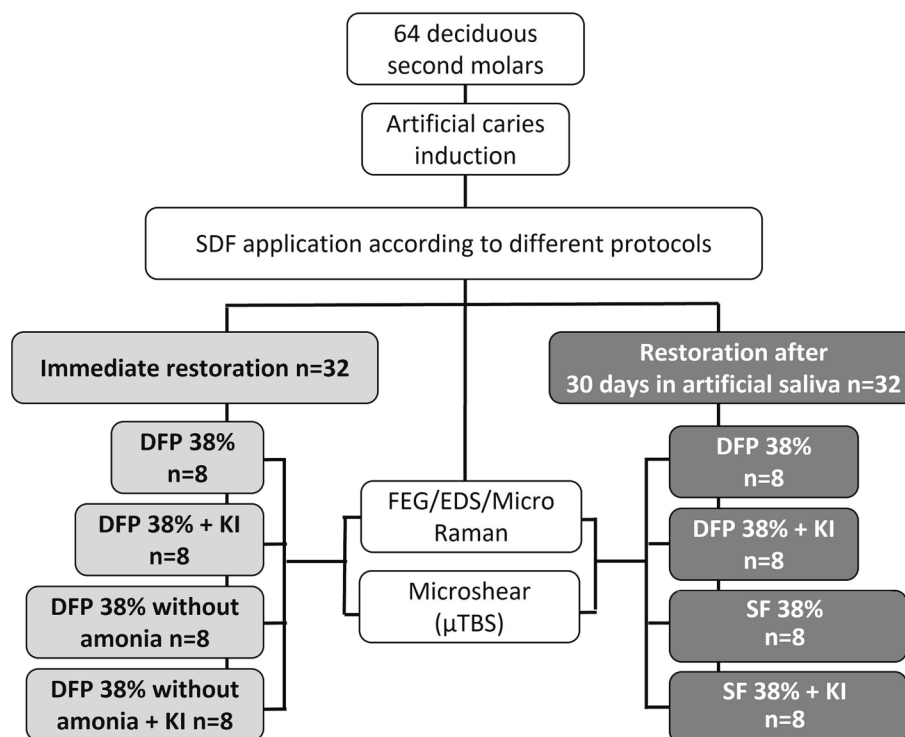 64 deciduous
second molars
Artificial caries
induction
SDF application according to different protocols
Immediate restoration n=32
DFP 38%
n=8
DFP 38% + KI
n=8
DFP 38% without
amonia n=8
DFP 38% without
amonia + KI n=8
FEG/EDS/Micro
Raman
Microshear
(μTBS)
Restoration after
30 days in artificial saliva n=32
DFP 38%
n=8
DFP 38% + KI
n=8
SF 38%
n=8
SF 38% + KI
n=8